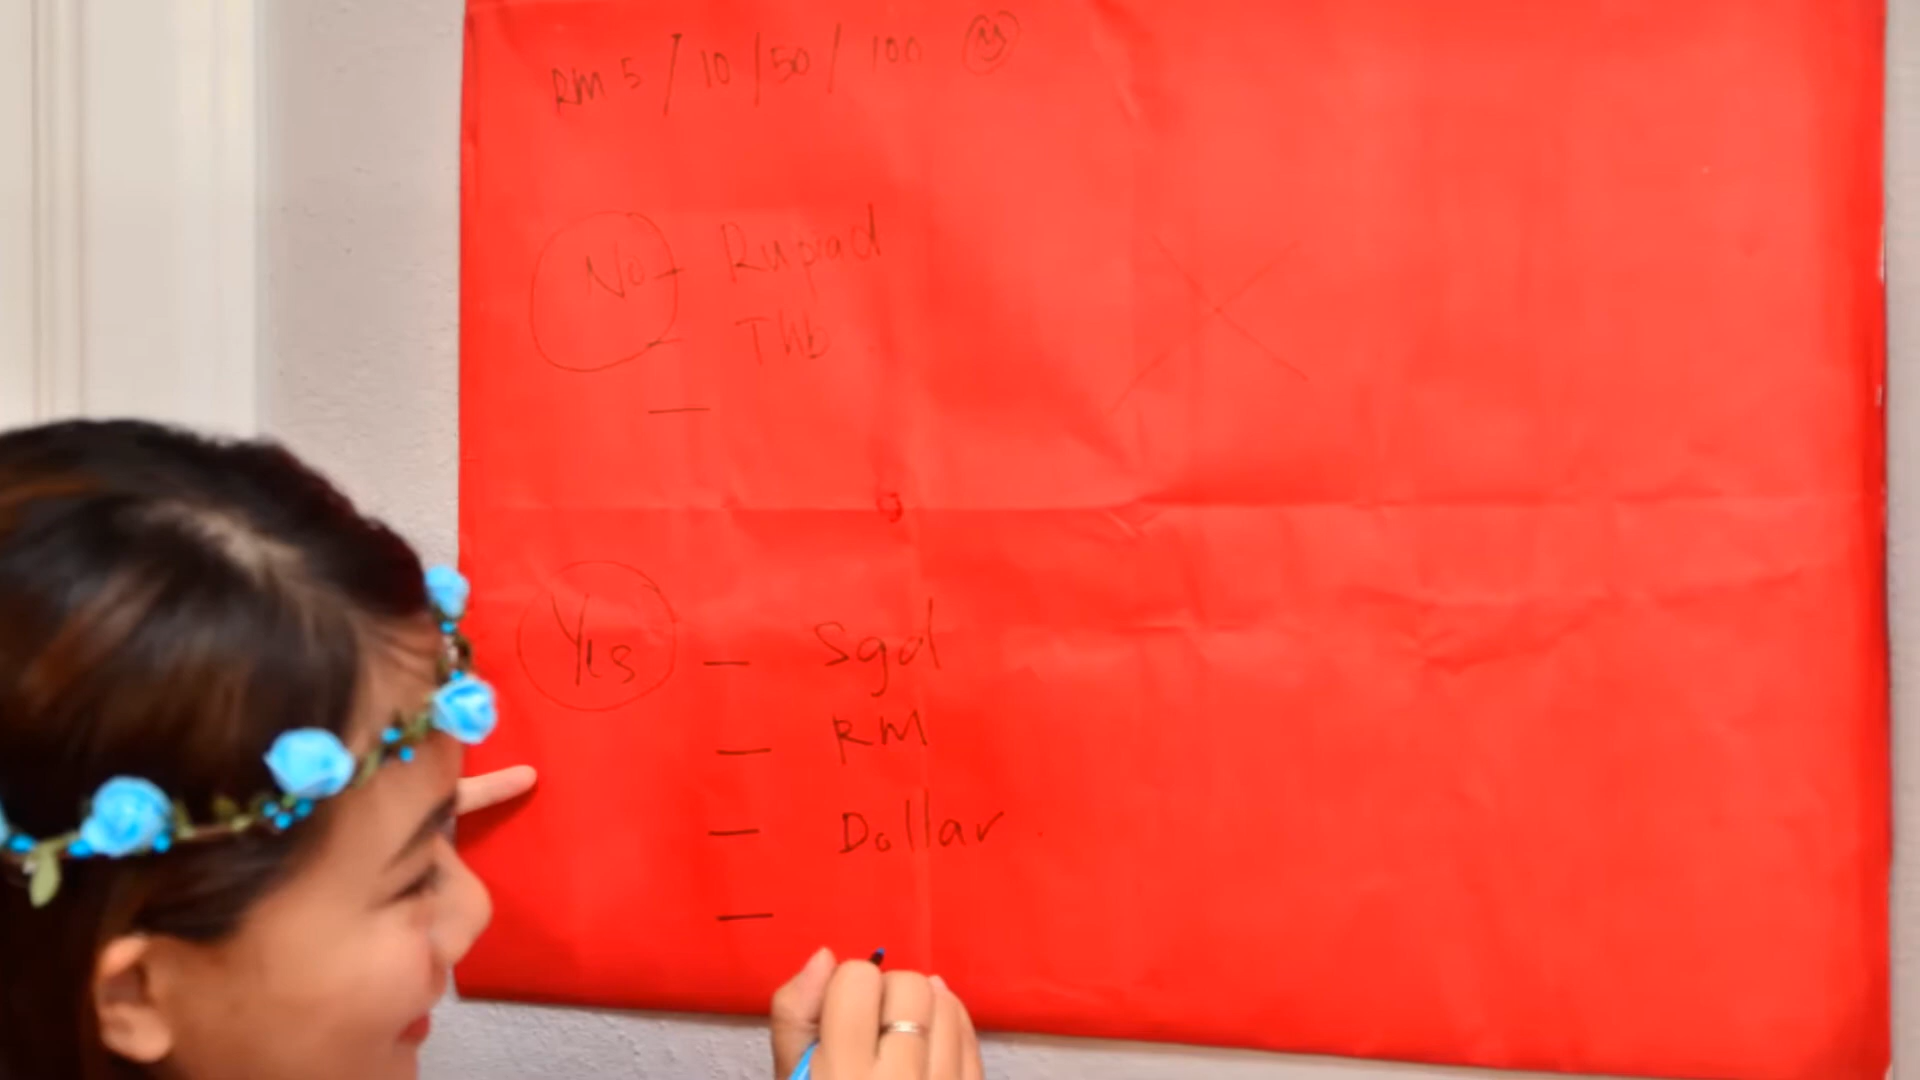 RM 5 / 10 / 50 / 100
No - Rupiad
- Thb
-
Yes - Sgd
- RM
- Dollar
-